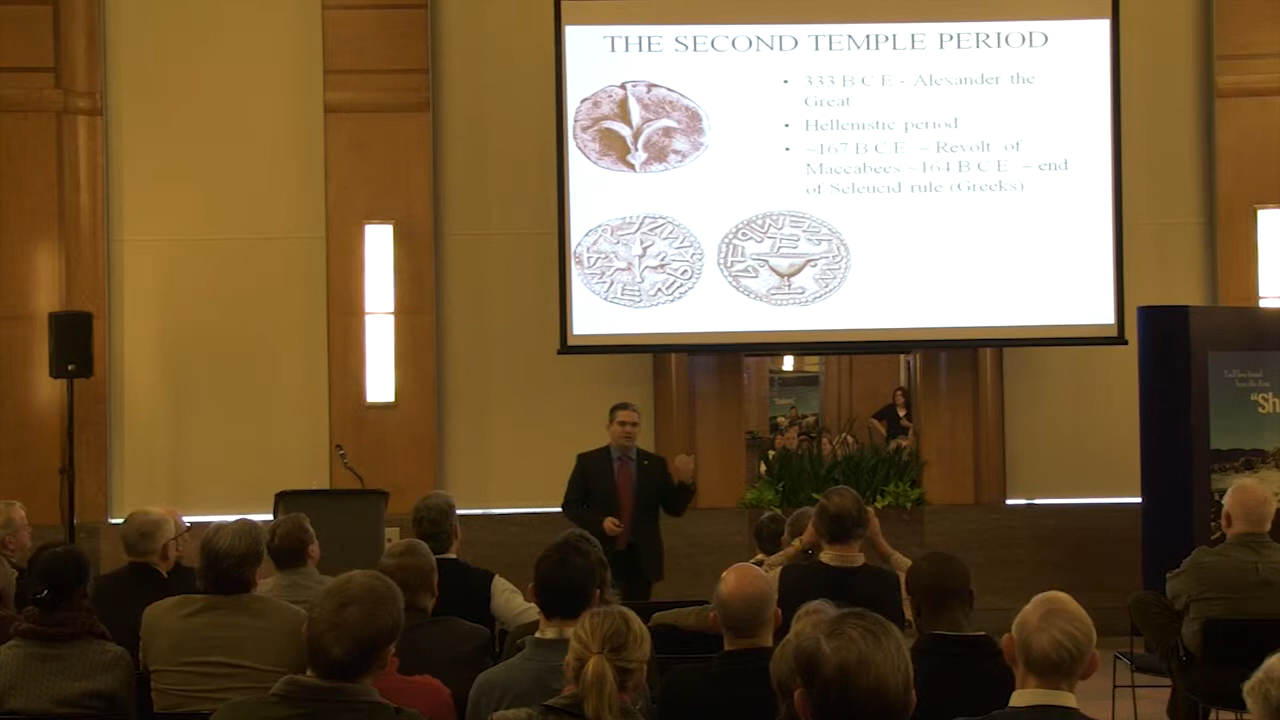 THE SECOND TEMPLE PERIOD
• 333 B C E - Alexander the
Great
• Hellenistic period
• ~167 B C E – Revolt of
Maccabees ~164 B C E – end
of Seleucid rule (Greeks)
"Sh